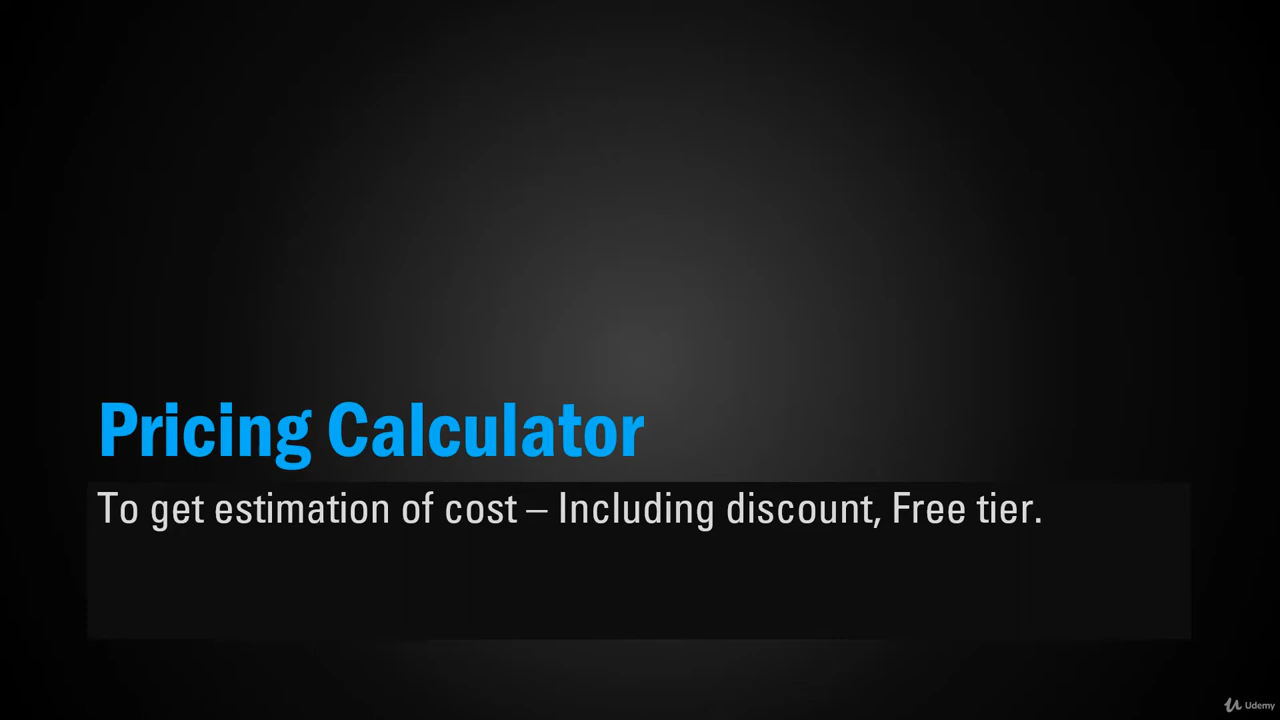 Pricing Calculator
To get estimation of cost – Including discount, Free tier.
Udemy